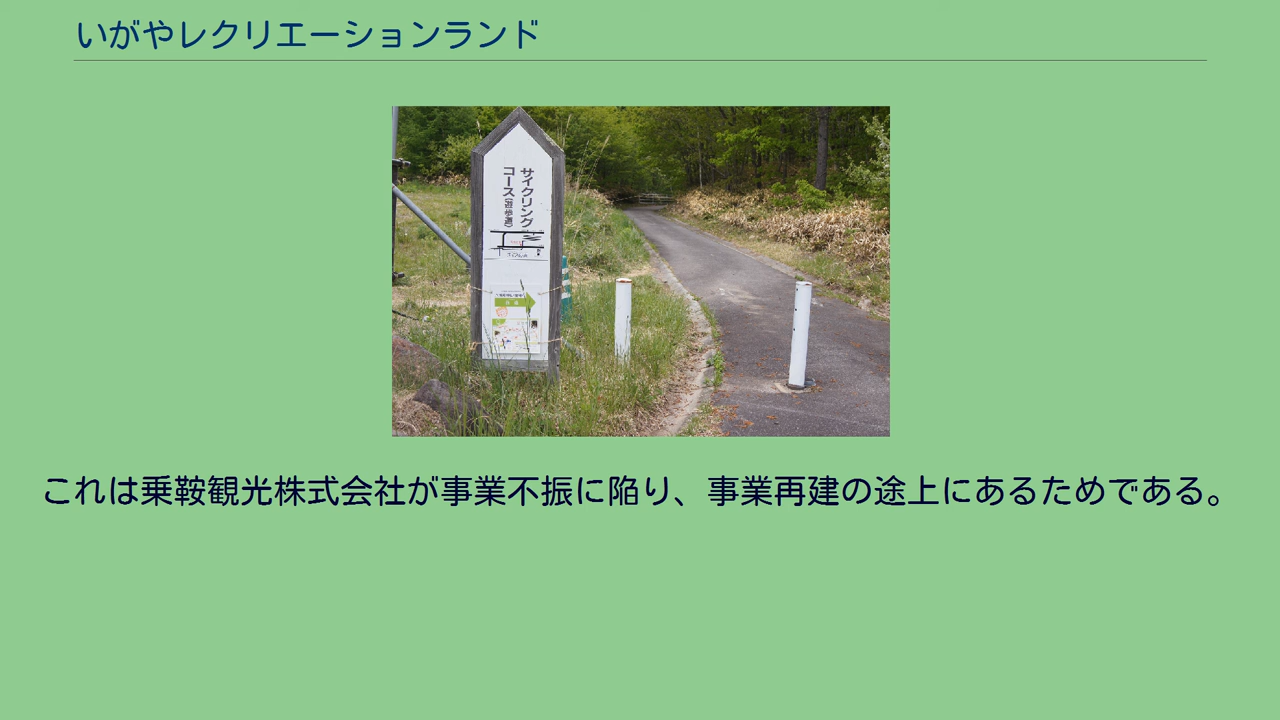 いがやレクリエーションランド
サイクリング
コース(遊歩道)
これは乗鞍観光株式会社が事業不振に陥り、事業再建の途上にあるためである。